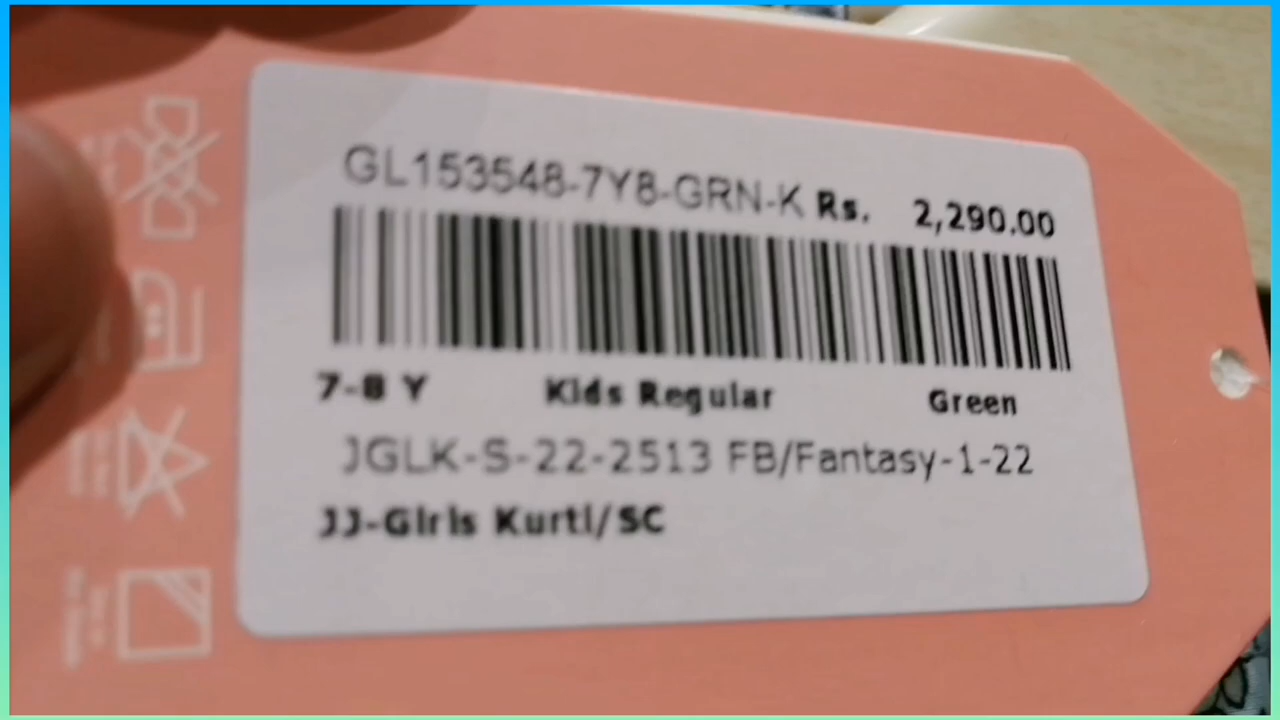 GL153548-7Y8-GRN-K Rs. 2,290.00
7-8 Y Kids Regular Green
JGLK-S-22-2513 FB/Fantasy-1-22
JJ-Girls Kurti/SC